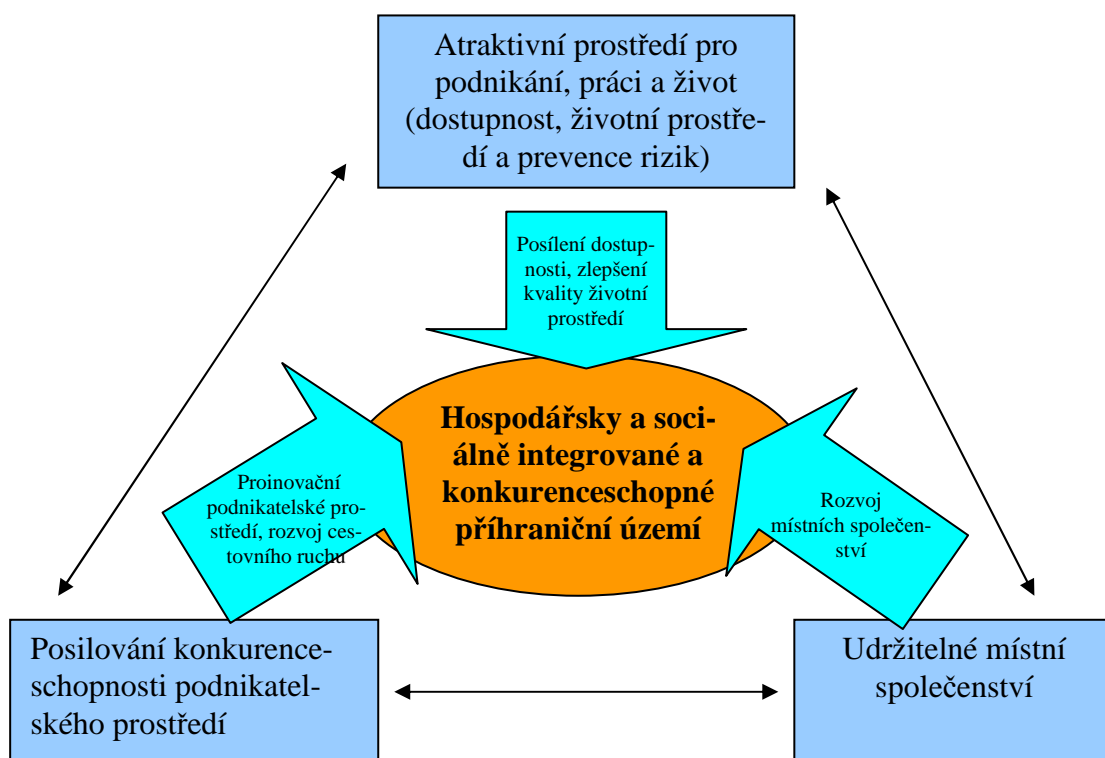 Atraktivní prostředí pro
podnikání, práci a život
(dostupnost, životní prostře-
dí a prevence rizik)
Posílení dostup-
nosti, zlepšení
kvality životní
prostředí
Hospodářsky a soci-
álně integrované a
konkurenceschopné
příhraniční území
Proinovační
podnikatelské pro-
středí, rozvoj ces-
tovního ruchu
Rozvoj
místních společen-
ství
Posilování konkurence-
schopnosti podnikatel-
ského prostředí
Udržitelné místní
společenství